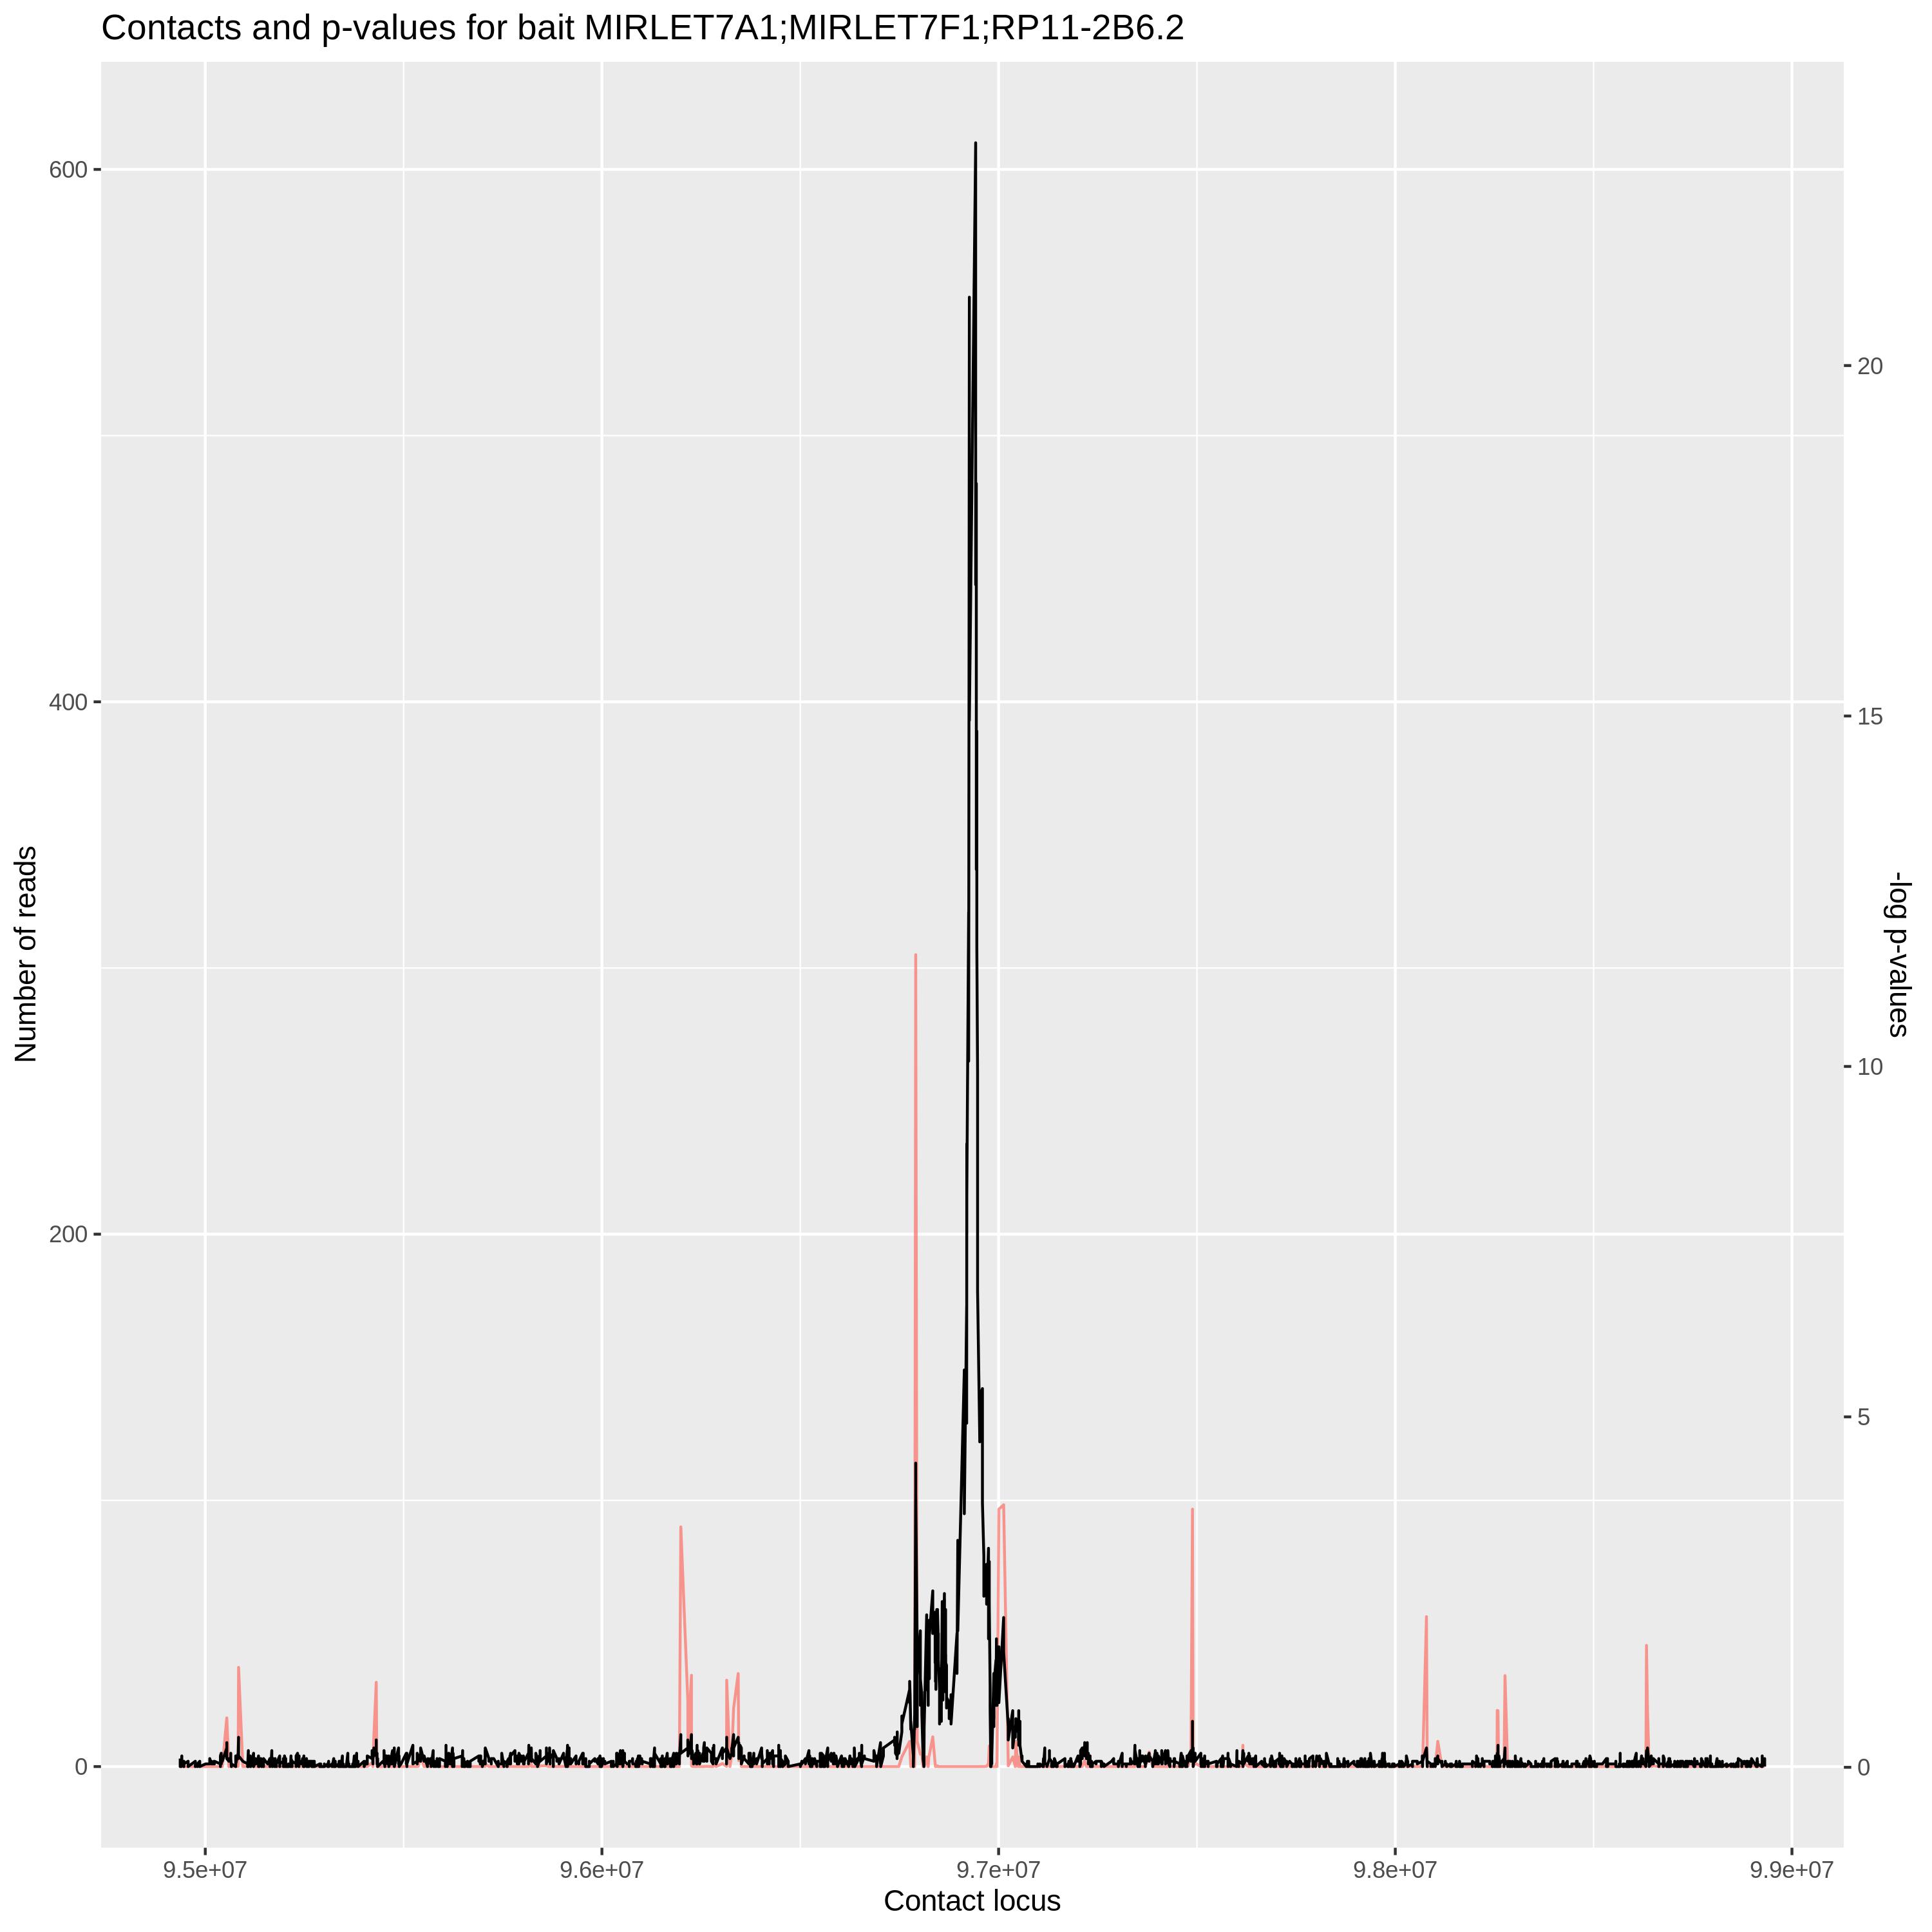 Contacts and p-values for bait MIRLET7A1;MIRLET7F1;RP11-2B6.2
600
400
200
0
Number of reads
20
15
10
5
0
-log p-values
9.5e+07 9.6e+07 9.7e+07 9.8e+07 9.9e+07
Contact locus